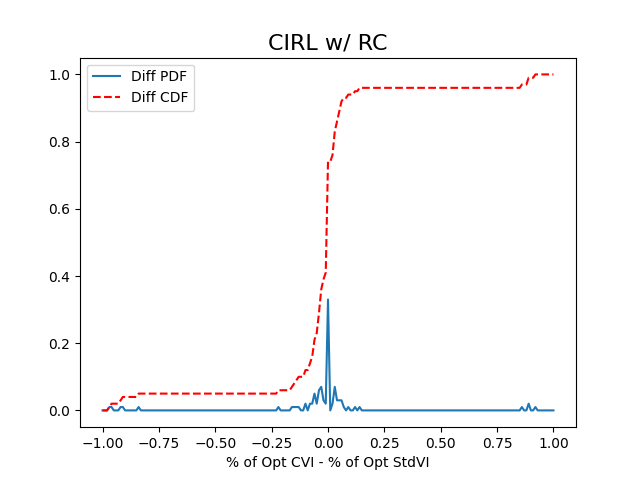 CIRL w/ RC
Diff PDF
Diff CDF
1.0
0.8
0.6
0.4
0.2
0.0
−1.00 −0.75 −0.50 −0.25 0.00 0.25 0.50 0.75 1.00
% of Opt CVI - % of Opt StdVI